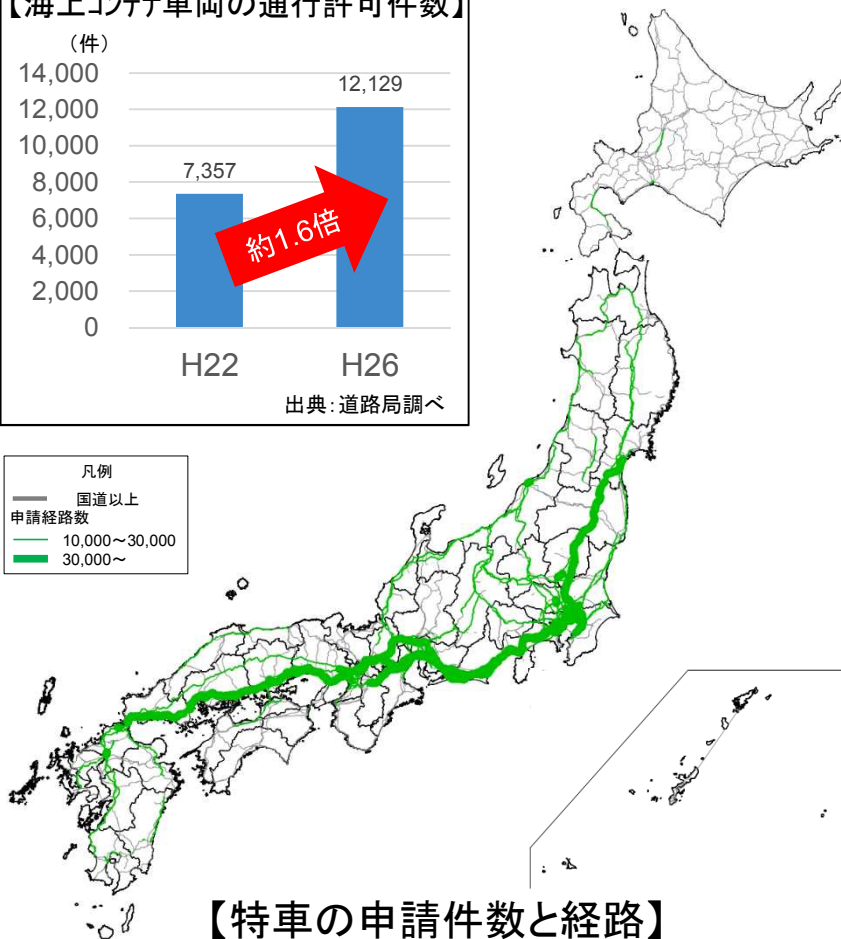 【海上コンテナ車両の通行許可件数】
（件）
14,000
12,000
10,000
8,000
6,000
4,000
2,000
0
7,357
12,129
約1.6倍
H22
H26
出典：道路局調べ
凡例
国道以上
申請経路数
10,000～30,000
30,000～
【特車の申請件数と経路】